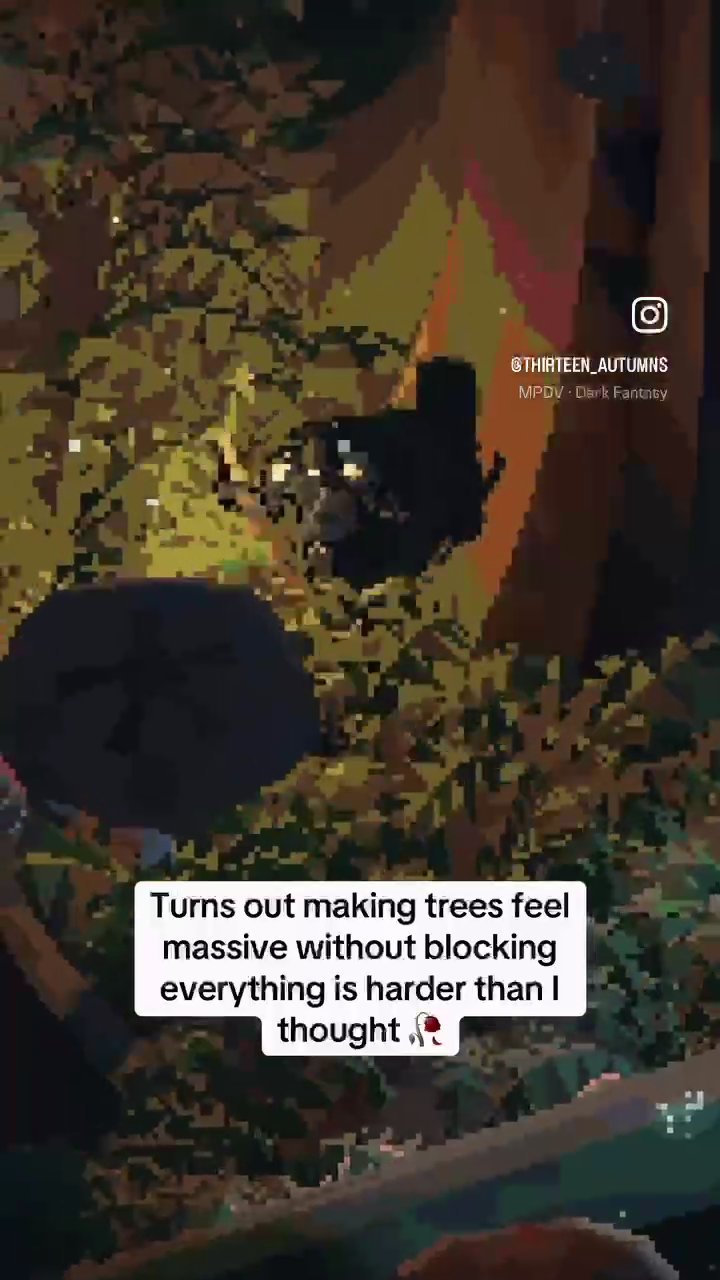 @THIRTEEN_AUTUMNS
MPDV · Dark Fantasy
Turns out making trees feel
massive without blocking
everything is harder than I
thought 🥀